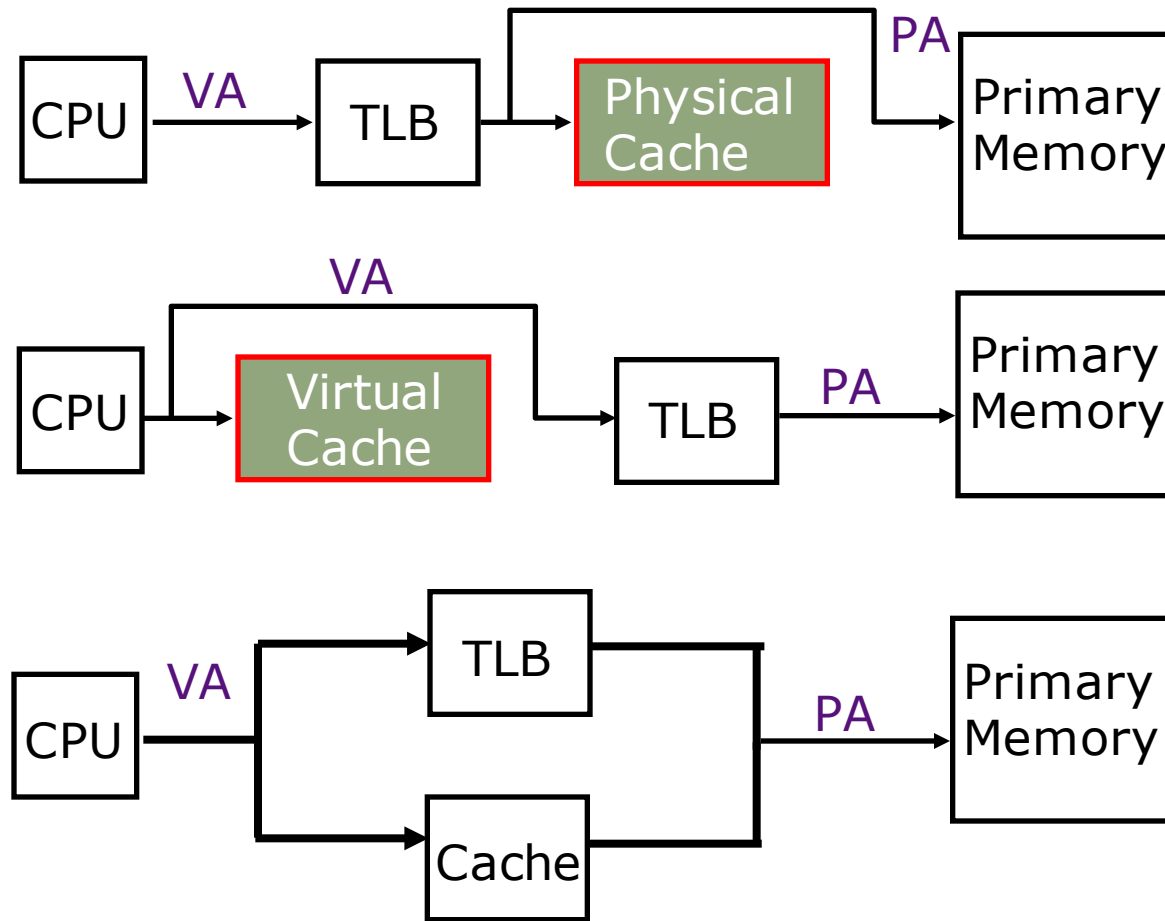 CPU
VA
TLB
Physical
Cache
PA
Primary
Memory
CPU
VA
Virtual
Cache
TLB
PA
Primary
Memory
CPU
VA
TLB
Cache
PA
Primary
Memory